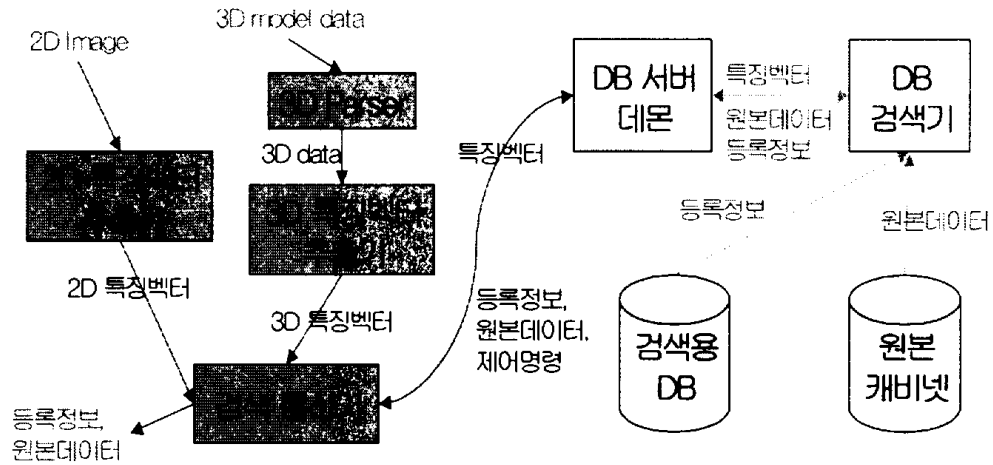 2D Image
3D model data
3D Parser
3D data
2D 특징벡터
3D 특징벡터
등록정보,
원본데이터
특징벡터
등록정보,
원본데이터,
제어명령
DB 서버
데몬
특징벡터
원본데이터
등록정보
DB
검색기
등록정보
원본데이터
검색용
DB
원본
캐비넷